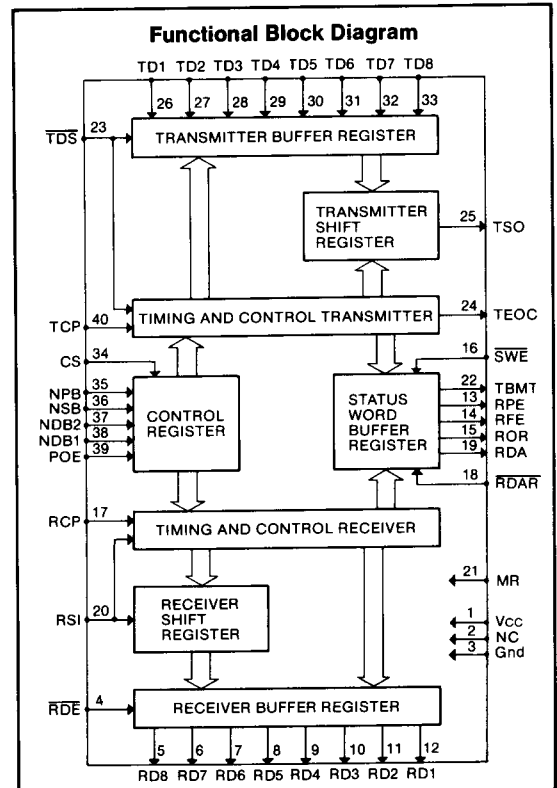 Functional Block Diagram
TD1 TD2 TD3 TD4 TD5 TD6 TD7 TD8
26 27 28 29 30 31 32 33
TDS 23
TRANSMITTER BUFFER REGISTER
TRANSMITTER
SHIFT
REGISTER
25 TSO
TIMING AND CONTROL TRANSMITTER
24 TEOC
TCP 40
CS 34
16 SWE
NPB 35
NSB 36
NDB2 37
NDB1 38
POE 39
CONTROL
REGISTER
STATUS
WORD
BUFFER
REGISTER
22 TBMT
13 RPE
14 RFE
15 ROR
19 RDA
18 RDAR
RCP 17
TIMING AND CONTROL RECEIVER
21 MR
RSI 20
RECEIVER
SHIFT
REGISTER
1 Vcc
2 NC
3 Gnd
RDE 4
RECEIVER BUFFER REGISTER
5 6 7 8 9 10 11 12
RD8 RD7 RD6 RD5 RD4 RD3 RD2 RD1